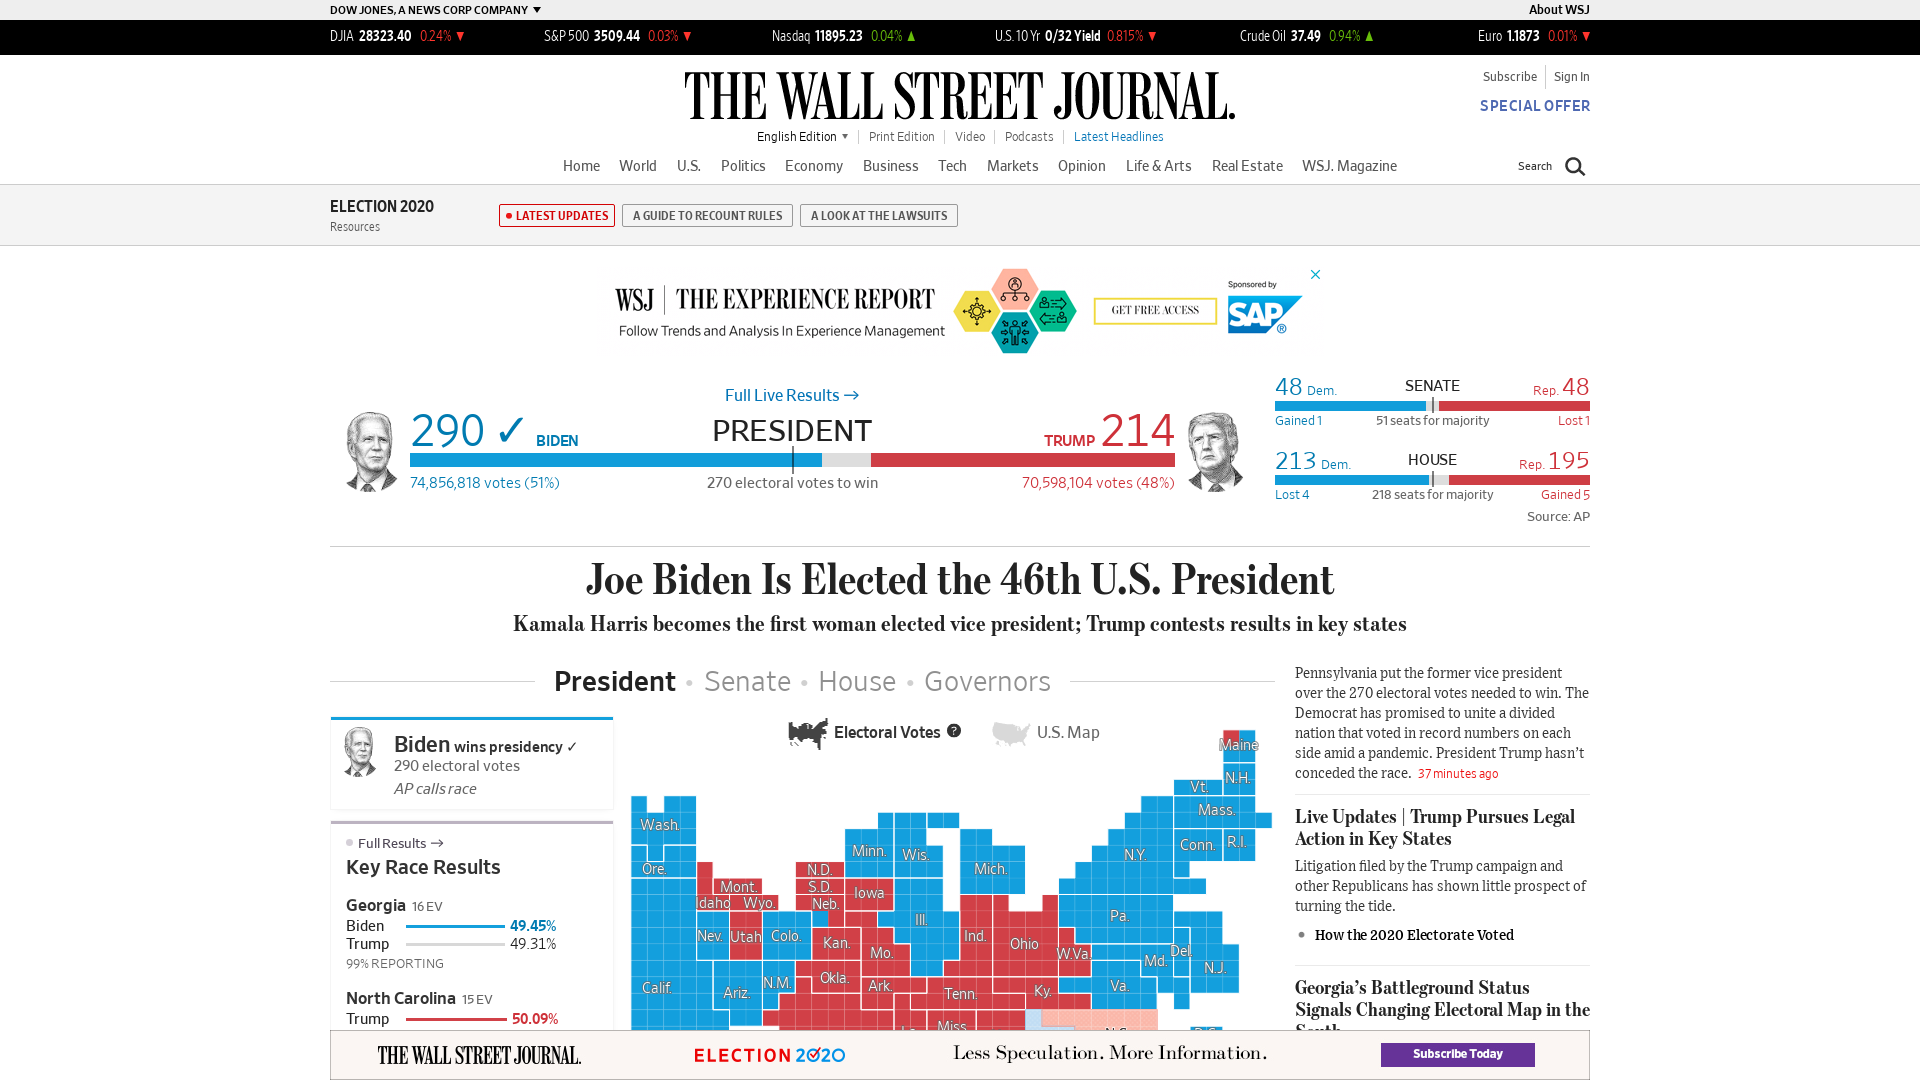 DOW JONES, A NEWS CORP COMPANY
About WSJ
DJIA 28323.40 0.24%
S&P 500 3509.44 0.03%
Nasdaq 11895.23 0.04%
U.S. 10 Yr 0/32 Yield 0.815%
Crude Oil 37.49 0.94%
Euro 1.1873 0.01%
THE WALL STREET JOURNAL.
Subscribe Sign In
SPECIAL OFFER
English Edition Print Edition Video Podcasts Latest Headlines
Home World U.S. Politics Economy Business Tech Markets Opinion Life & Arts Real Estate WSJ. Magazine
Search
ELECTION 2020
Resources
LATEST UPDATES
A GUIDE TO RECOUNT RULES
A LOOK AT THE LAWSUITS
WSJ THE EXPERIENCE REPORT
Follow Trends and Analysis In Experience Management
GET FREE ACCESS
Sponsored by
SAP®
Full Live Results →
290 ✓ BIDEN
PRESIDENT
TRUMP 214
74,856,818 votes (51%)
270 electoral votes to win
70,598,104 votes (48%)
48 Dem. SENATE Rep. 48
Gained 1 51 seats for majority Lost 1
213 Dem. HOUSE Rep. 195
Lost 4 218 seats for majority Gained 5
Source: AP
Joe Biden Is Elected the 46th U.S. President
Kamala Harris becomes the first woman elected vice president; Trump contests results in key states
President • Senate • House • Governors
Biden wins presidency ✓
290 electoral votes
AP calls race
Full Results →
Key Race Results
Georgia 16 EV
Biden 49.45%
Trump 49.31%
99% REPORTING
North Carolina 15 EV
Trump 50.09%
Electoral Votes ?
U.S. Map
Maine
Vt. N.H.
Mass.
Wash.
Conn. R.I.
Minn. Wis. N.Y.
Ore. N.D. Mich.
Mont. S.D. Iowa
Idaho Wyo. Neb.
Ill. Pa.
Nev. Utah Colo. Kan. Ind. Ohio
Mo. W.Va. Md. Del.
N.J.
Calif. Ariz. N.M. Okla. Ark. Tenn. Ky. Va.
Miss.
Pennsylvania put the former vice president
over the 270 electoral votes needed to win. The
Democrat has promised to unite a divided
nation that voted in record numbers on each
side amid a pandemic. President Trump hasn't
conceded the race. 37 minutes ago
Live Updates | Trump Pursues Legal
Action in Key States
Litigation filed by the Trump campaign and
other Republicans has shown little prospect of
turning the tide.
• How the 2020 Electorate Voted
Georgia's Battleground Status
Signals Changing Electoral Map in the
South
THE WALL STREET JOURNAL.
ELECTION 2020
Less Speculation. More Information.
Subscribe Today